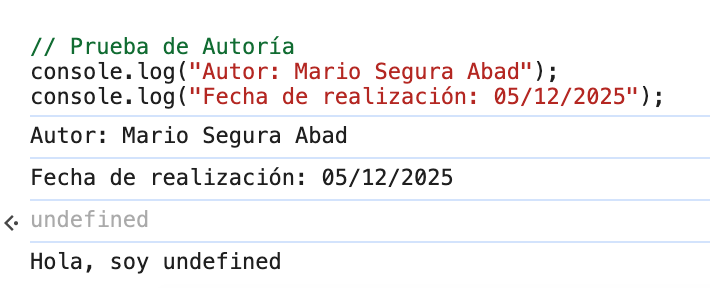 // Prueba de Autoría
console.log("Autor: Mario Segura Abad");
console.log("Fecha de realización: 05/12/2025");
Autor: Mario Segura Abad
Fecha de realización: 05/12/2025
undefined
Hola, soy undefined